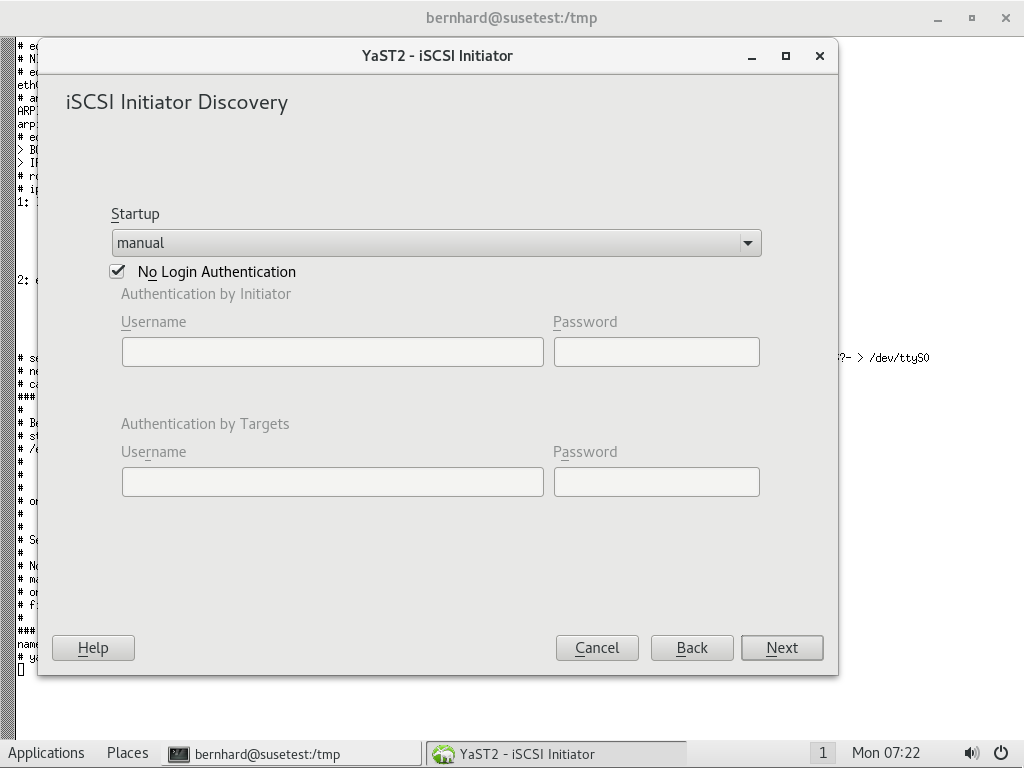 bernhard@susetest:/tmp
YaST2 - iSCSI Initiator
iSCSI Initiator Discovery
Startup
manual
No Login Authentication
Authentication by Initiator
Username Password
Authentication by Targets
Username Password
Help Cancel Back Next
# 
# 
# 
# 
> 
> 
# 
# 
1:
2:
# ?- > /dev/ttyS0
# 
# 
###
#
# 
# 
# 
#
#
#
# 
#
#
# 
#
# 
# 
# 
# 
#
###
# 
Applications Places bernhard@susetest:/tmp YaST2 - iSCSI Initiator 1 Mon 07:22